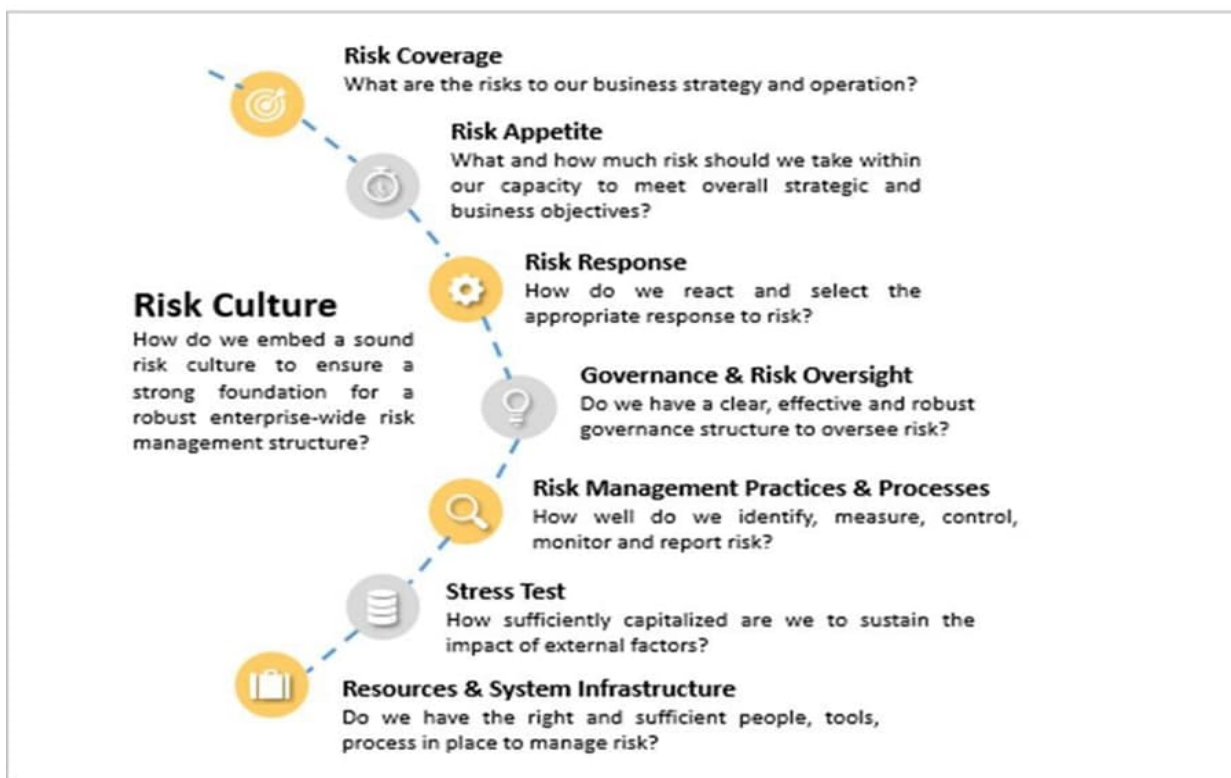 Risk Coverage
What are the risks to our business strategy and operation?
Risk Appetite
What and how much risk should we take within
our capacity to meet overall strategic and
business objectives?
Risk Response
How do we react and select the
appropriate response to risk?
Risk Culture
How do we embed a sound
risk culture to ensure a
strong foundation for a
robust enterprise-wide risk
management structure?
Governance & Risk Oversight
Do we have a clear, effective and robust
governance structure to oversee risk?
Risk Management Practices & Processes
How well do we identify, measure, control,
monitor and report risk?
Stress Test
How sufficiently capitalized are we to sustain the
impact of external factors?
Resources & System Infrastructure
Do we have the right and sufficient people, tools,
process in place to manage risk?